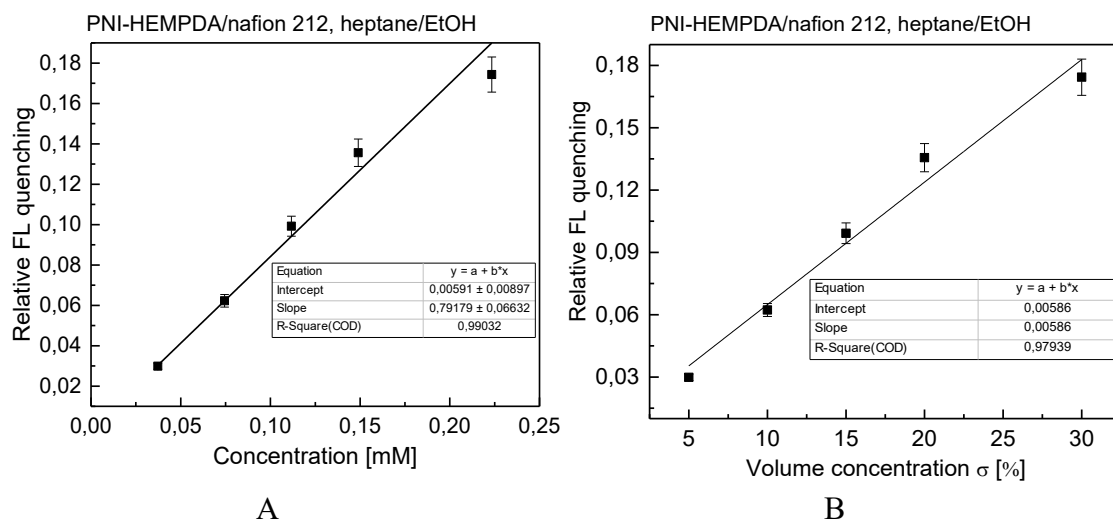 PNI-HEMPDA/nafion 212, heptane/EtOH
Relative FL quenching
0,18
0,16
0,14
0,12
0,10
0,08
0,06
0,04
0,02
Equation y = a + b*x
Intercept 0,00591 ± 0,00897
Slope 0,79179 ± 0,06632
R-Square(COD) 0,99032
0,00 0,05 0,10 0,15 0,20 0,25
Concentration [mM]
A
PNI-HEMPDA/nafion 212, heptane/EtOH
Relative FL quenching
0,18
0,15
0,12
0,09
0,06
0,03
Equation y = a + b*x
Intercept 0,00586
Slope 0,00586
R-Square(COD) 0,97939
5 10 15 20 25 30
Volume concentration σ [%]
B